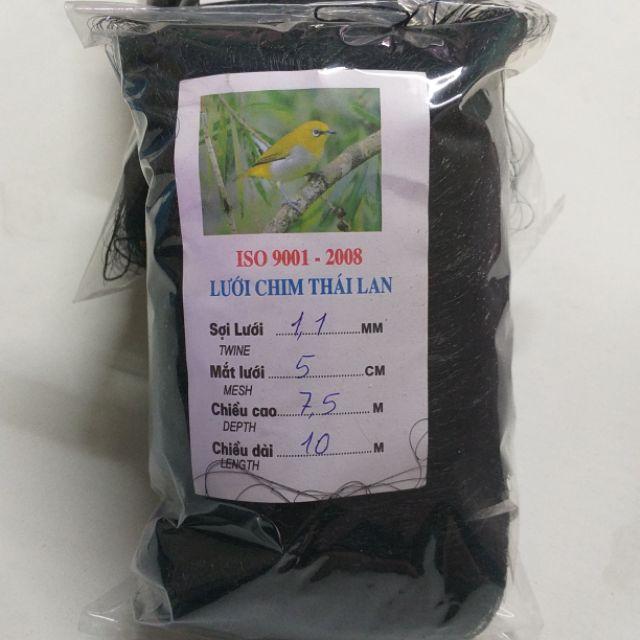 ISO 9001 - 2008
LƯỚI CHIM THÁI LAN
Sợi Lưới 1,1 MM
TWINE
Mắt lưới 5 CM
MESH
Chiều cao 7,5 M
DEPTH
Chiều dài 10 M
LENGTH